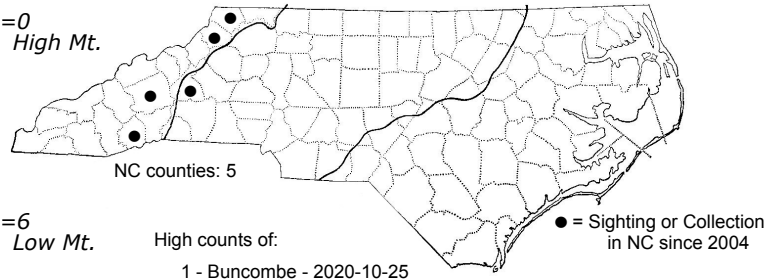 =0
High Mt.
NC counties: 5
=6
Low Mt.
High counts of:
1 - Buncombe - 2020-10-25
= Sighting or Collection
in NC since 2004